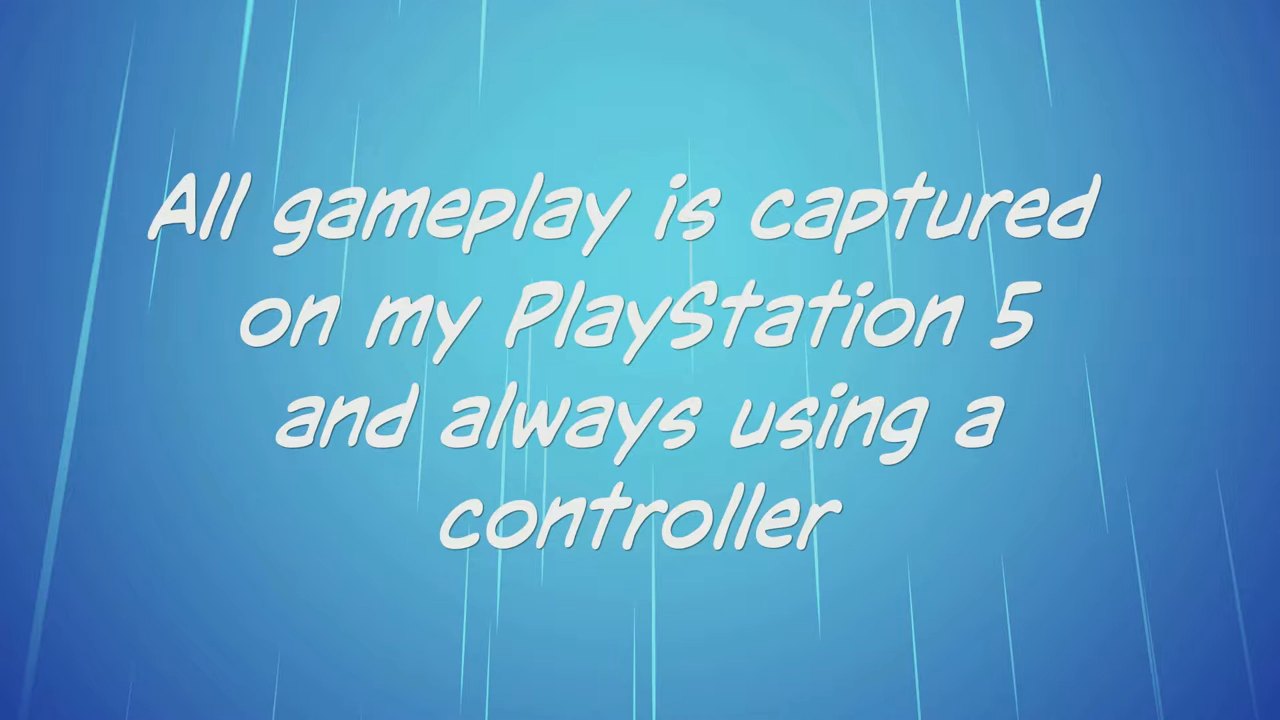 All gameplay is captured
on my PlayStation 5
and always using a
controller